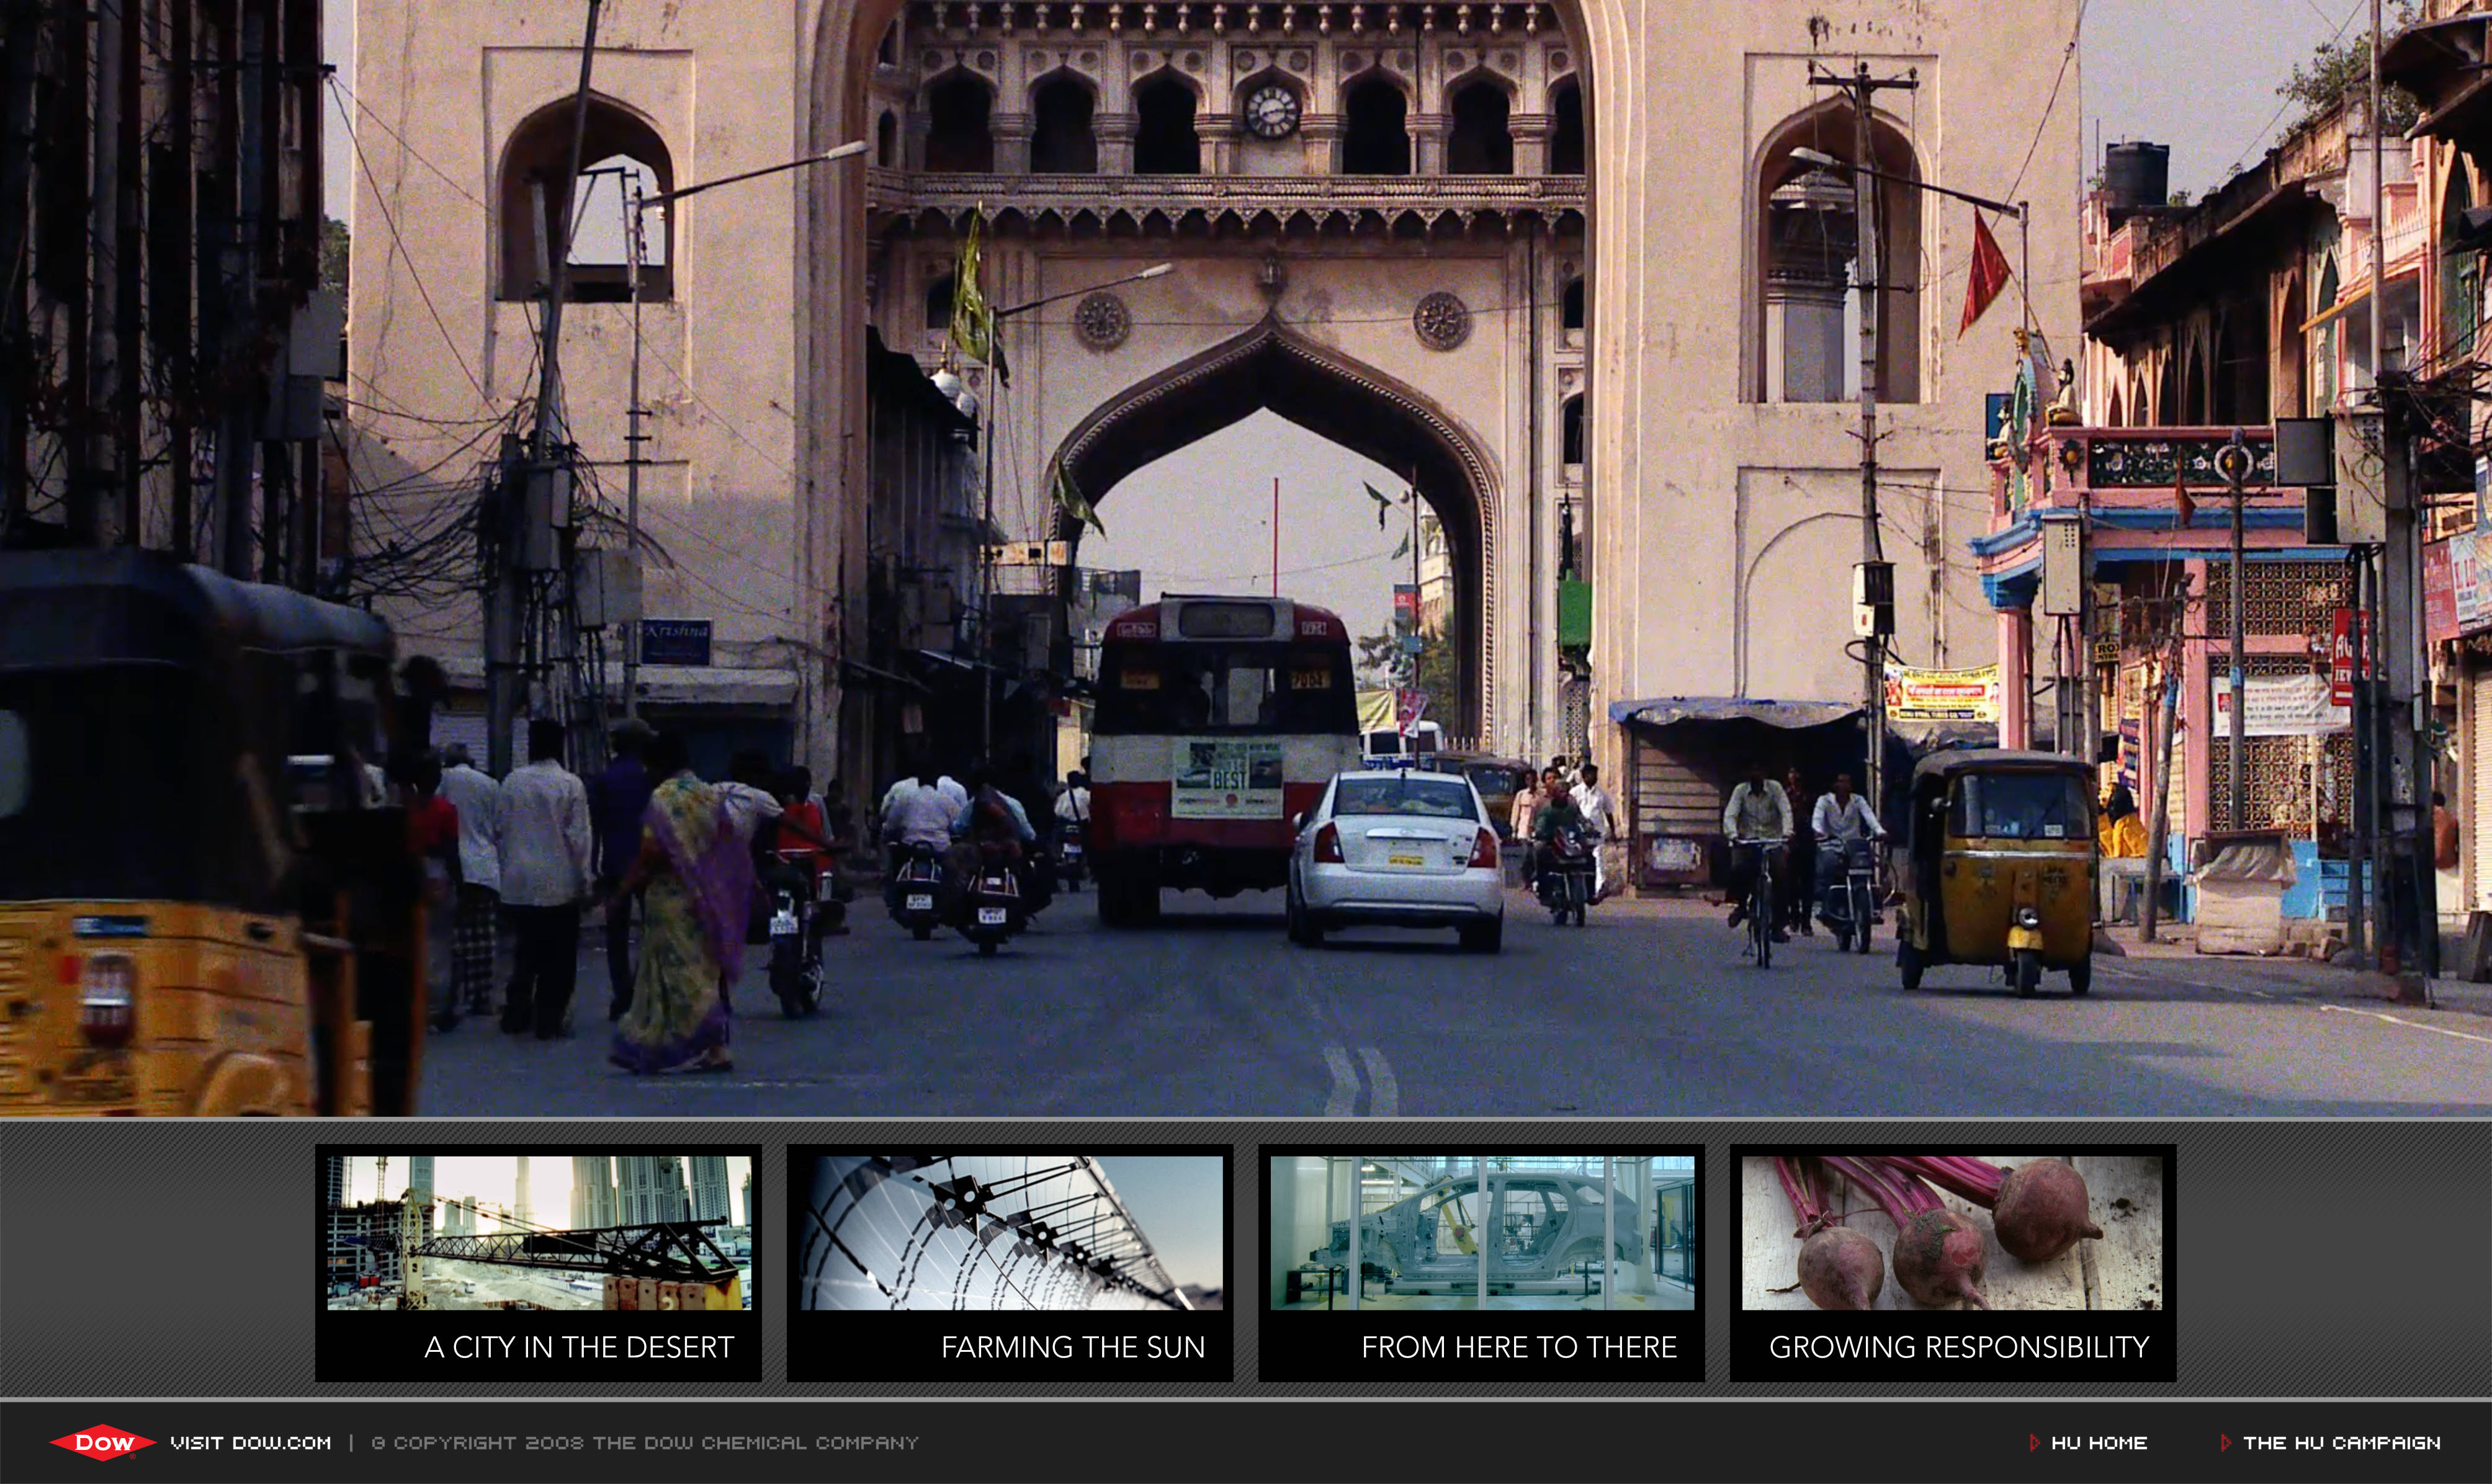 Krishna
BEST
A CITY IN THE DESERT
FARMING THE SUN
FROM HERE TO THERE
GROWING RESPONSIBILITY
DOW
VISIT DOW.COM | © COPYRIGHT 2008 THE DOW CHEMICAL COMPANY
HU HOME
THE HU CAMPAIGN